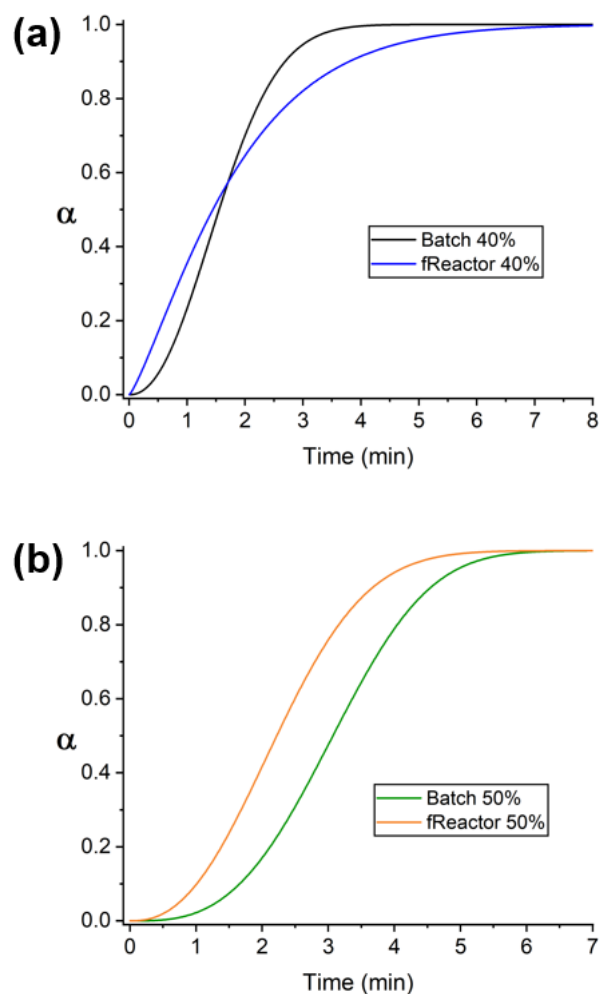 (a)
1.0
0.8
0.6
α
0.4
0.2
0.0
Batch 40%
fReactor 40%
0 1 2 3 4 5 6 7 8
Time (min)
(b)
1.0
0.8
0.6
α
0.4
0.2
0.0
Batch 50%
fReactor 50%
0 1 2 3 4 5 6 7
Time (min)